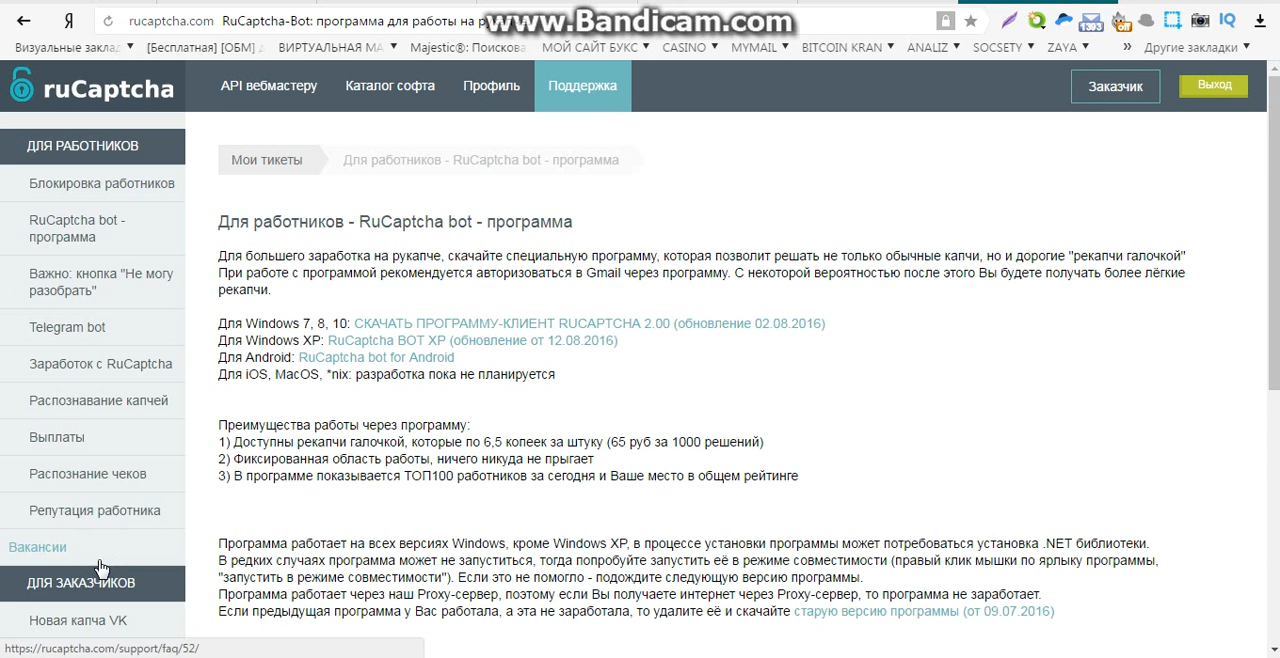 Я rucaptcha.com RuCaptcha-Bot: программа для работы на
www.Bandicam.com
Визуальные заклад [Бесплатная] [ОБМ] ВИРТУАЛЬНАЯ МА Majestic®: Поискова МОЙ САЙТ БУКС CASINO MYMAIL BITCOIN KRAN ANALIZ SOCSETY ZAYA » Другие закладки
ruCaptcha API вебмастеру Каталог софта Профиль Поддержка Заказчик Выход
ДЛЯ РАБОТНИКОВ
Блокировка работников
RuCaptcha bot -
программа
Важно: кнопка "Не могу
разобрать"
Telegram bot
Заработок с RuCaptcha
Распознавание капчей
Выплаты
Распознание чеков
Репутация работника
Вакансии
ДЛЯ ЗАКАЗЧИКОВ
Новая капча VK
Мои тикеты Для работников - RuCaptcha bot - программа
Для работников - RuCaptcha bot - программа
Для большего заработка на рукапче, скачайте специальную программу, которая позволит решать не только обычные капчи, но и дорогие "рекапчи галочкой"
При работе с программой рекомендуется авторизоваться в Gmail через программу. С некоторой вероятностью после этого Вы будете получать более лёгкие
рекапчи.
Для Windows 7, 8, 10: СКАЧАТЬ ПРОГРАММУ-КЛИЕНТ RUCAPTCHA 2.00 (обновление 02.08.2016)
Для Windows XP: RuCaptcha BOT XP (обновление от 12.08.2016)
Для Android: RuCaptcha bot for Android
Для iOS, MacOS, *nix: разработка пока не планируется
Преимущества работы через программу:
1) Доступны рекапчи галочкой, которые по 6,5 копеек за штуку (65 руб за 1000 решений)
2) Фиксированная область работы, ничего никуда не прыгает
3) В программе показывается ТОП100 работников за сегодня и Ваше место в общем рейтинге
Программа работает на всех версиях Windows, кроме Windows XP, в процессе установки программы может потребоваться установка .NET библиотеки.
В редких случаях программа может не запуститься, тогда попробуйте запустить её в режиме совместимости (правый клик мышки по ярлыку программы,
"запустить в режиме совместимости"). Если это не помогло - подождите следующую версию программы.
Программа работает через наш Proxy-сервер, поэтому если Вы получаете интернет через Proxy-сервер, то программа не заработает.
Если предыдущая программа у Вас работала, а эта не заработала, то удалите её и скачайте старую версию программы (от 09.07.2016)
https://rucaptcha.com/support/faq/52/